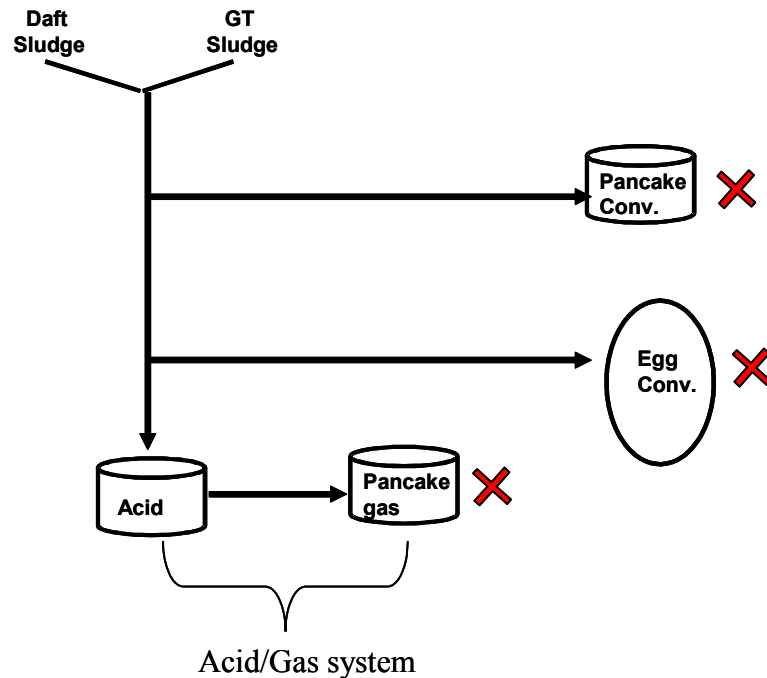 Daft
Sludge
GT
Sludge
Pancake
Conv.
Egg
Conv.
Acid
Pancake
gas
Acid/Gas system